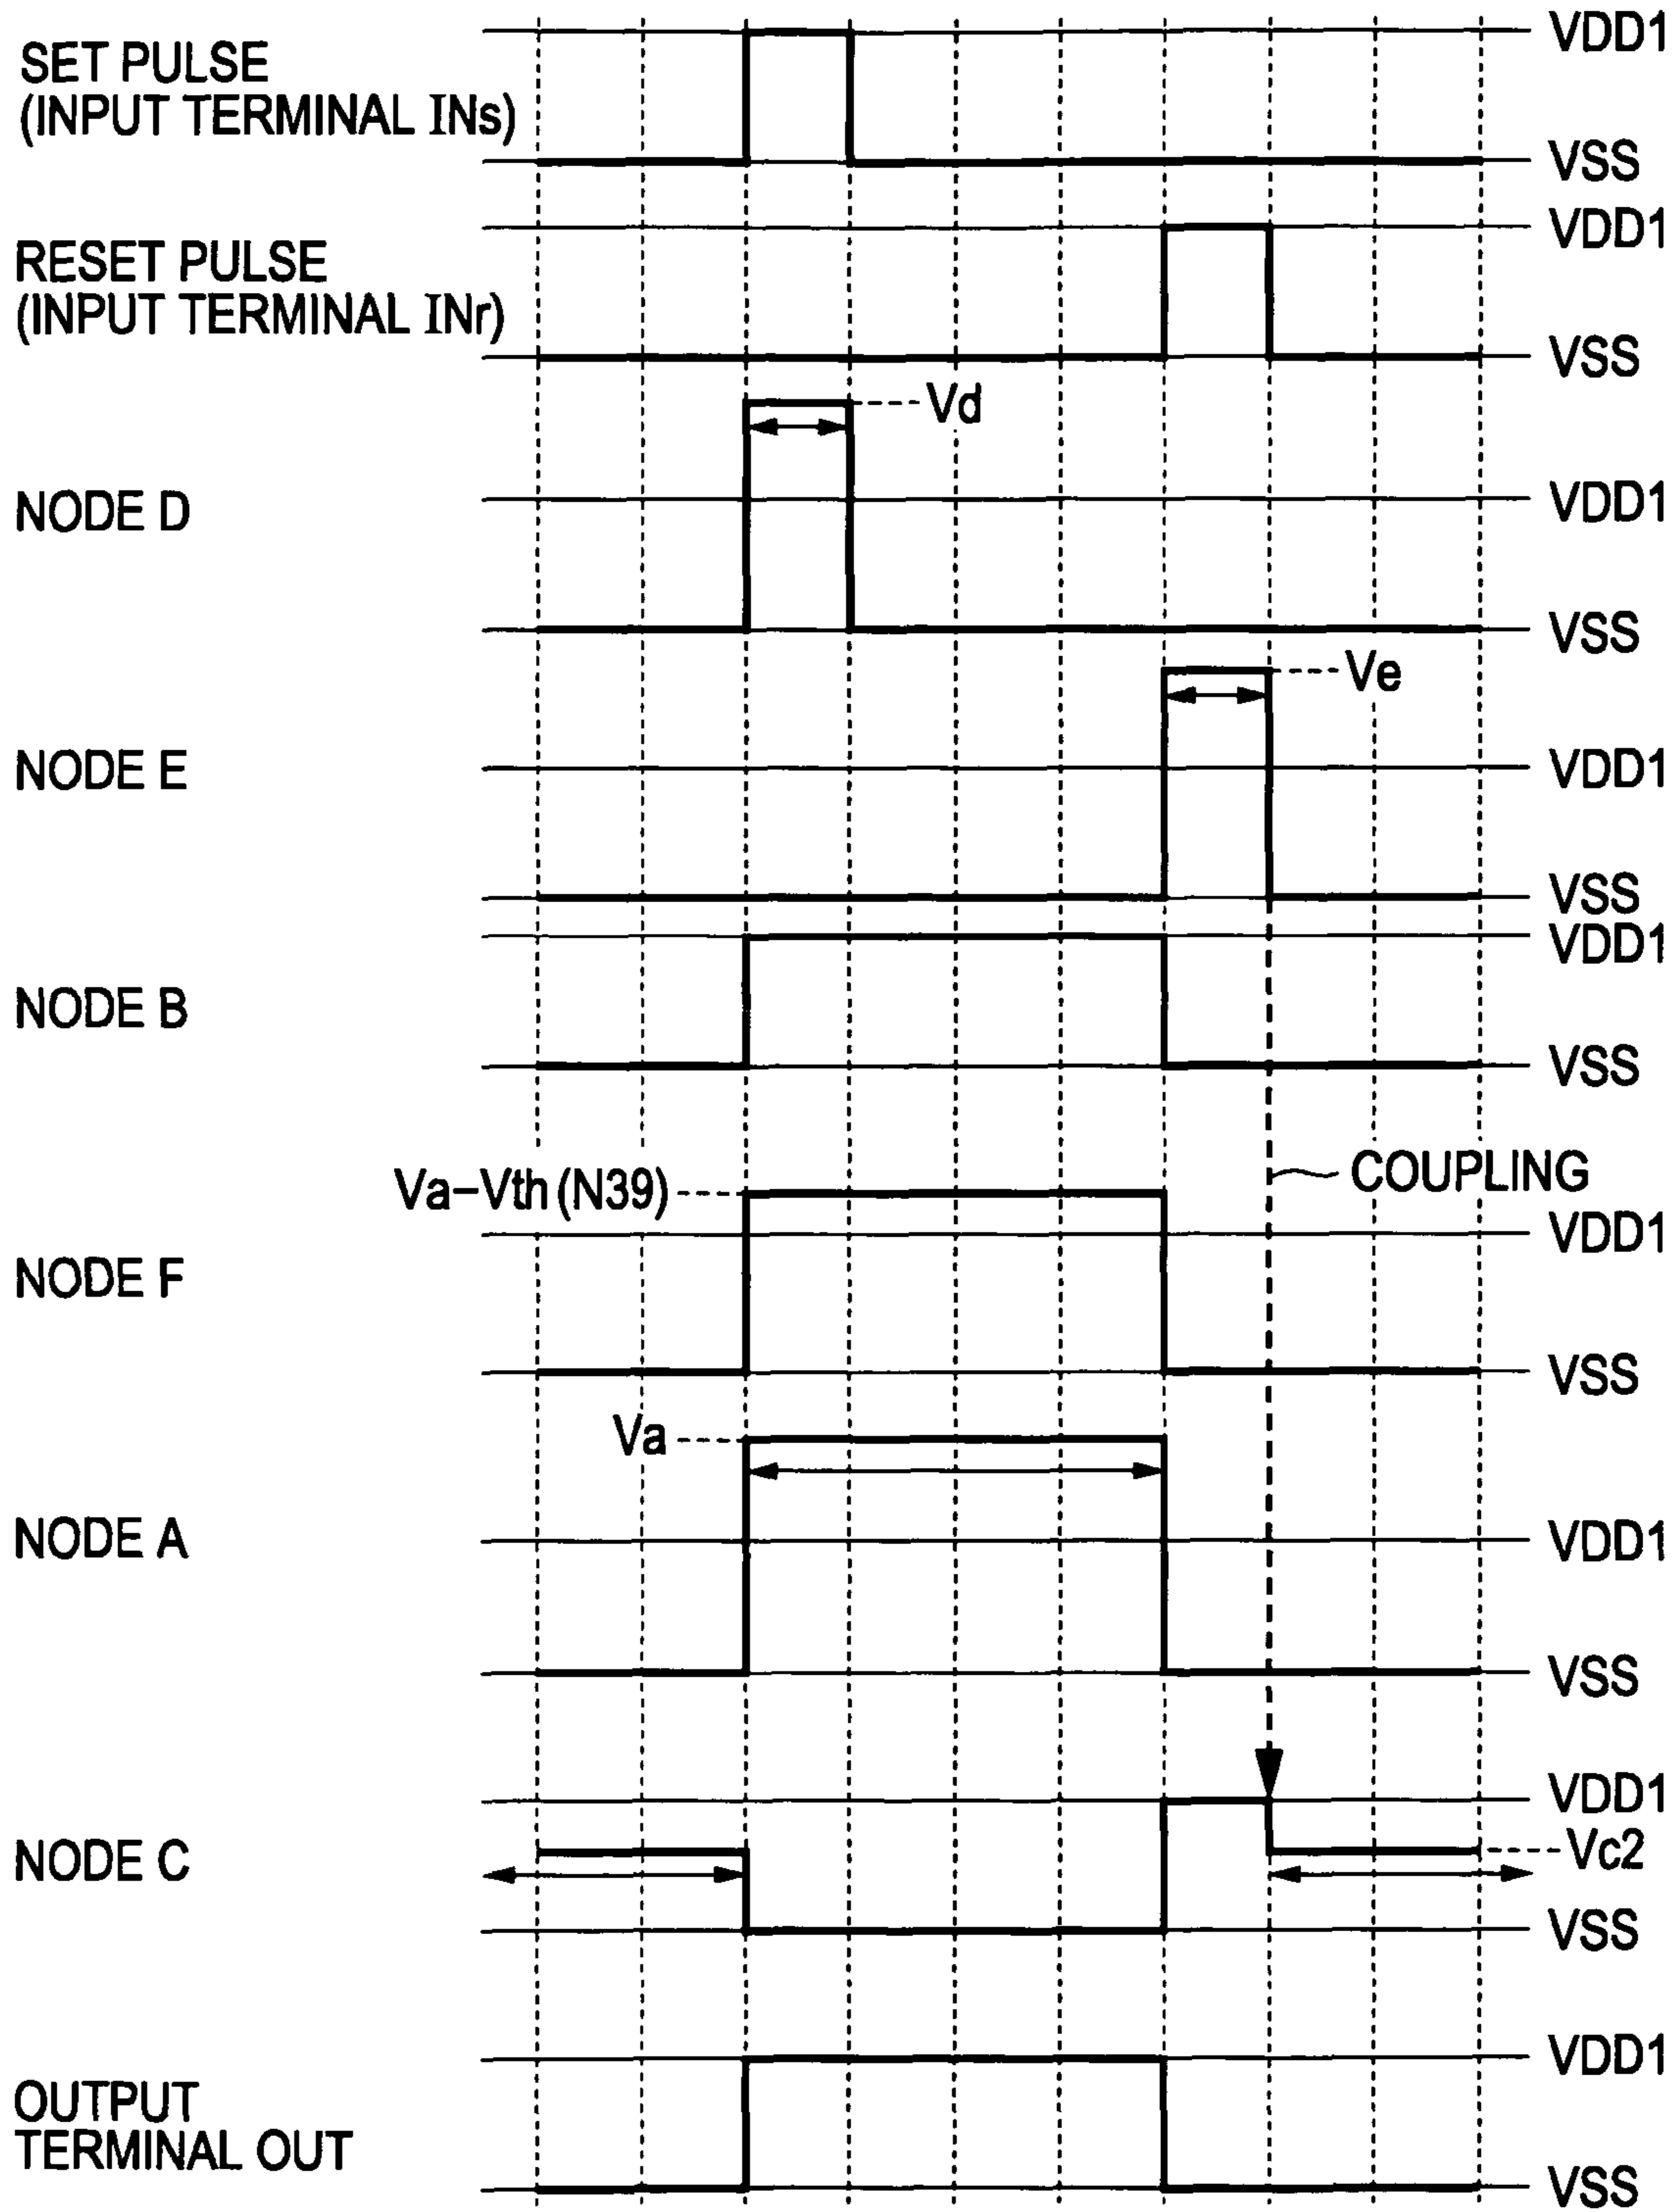 VDD1
SET PULSE
(INPUT TERMINAL INs)
VSS
VDD1
RESET PULSE
(INPUT TERMINAL INr)
VSS
Vd
NODE D
VDD1
VSS
Ve
NODE E
VDD1
VSS
VDD1
NODE B
VSS
COUPLING
Va-Vth (N39)
VDD1
NODE F
VSS
Va
NODE A
VDD1
VSS
VDD1
NODE C
Vc2
VSS
VDD1
OUTPUT
TERMINAL OUT
VSS